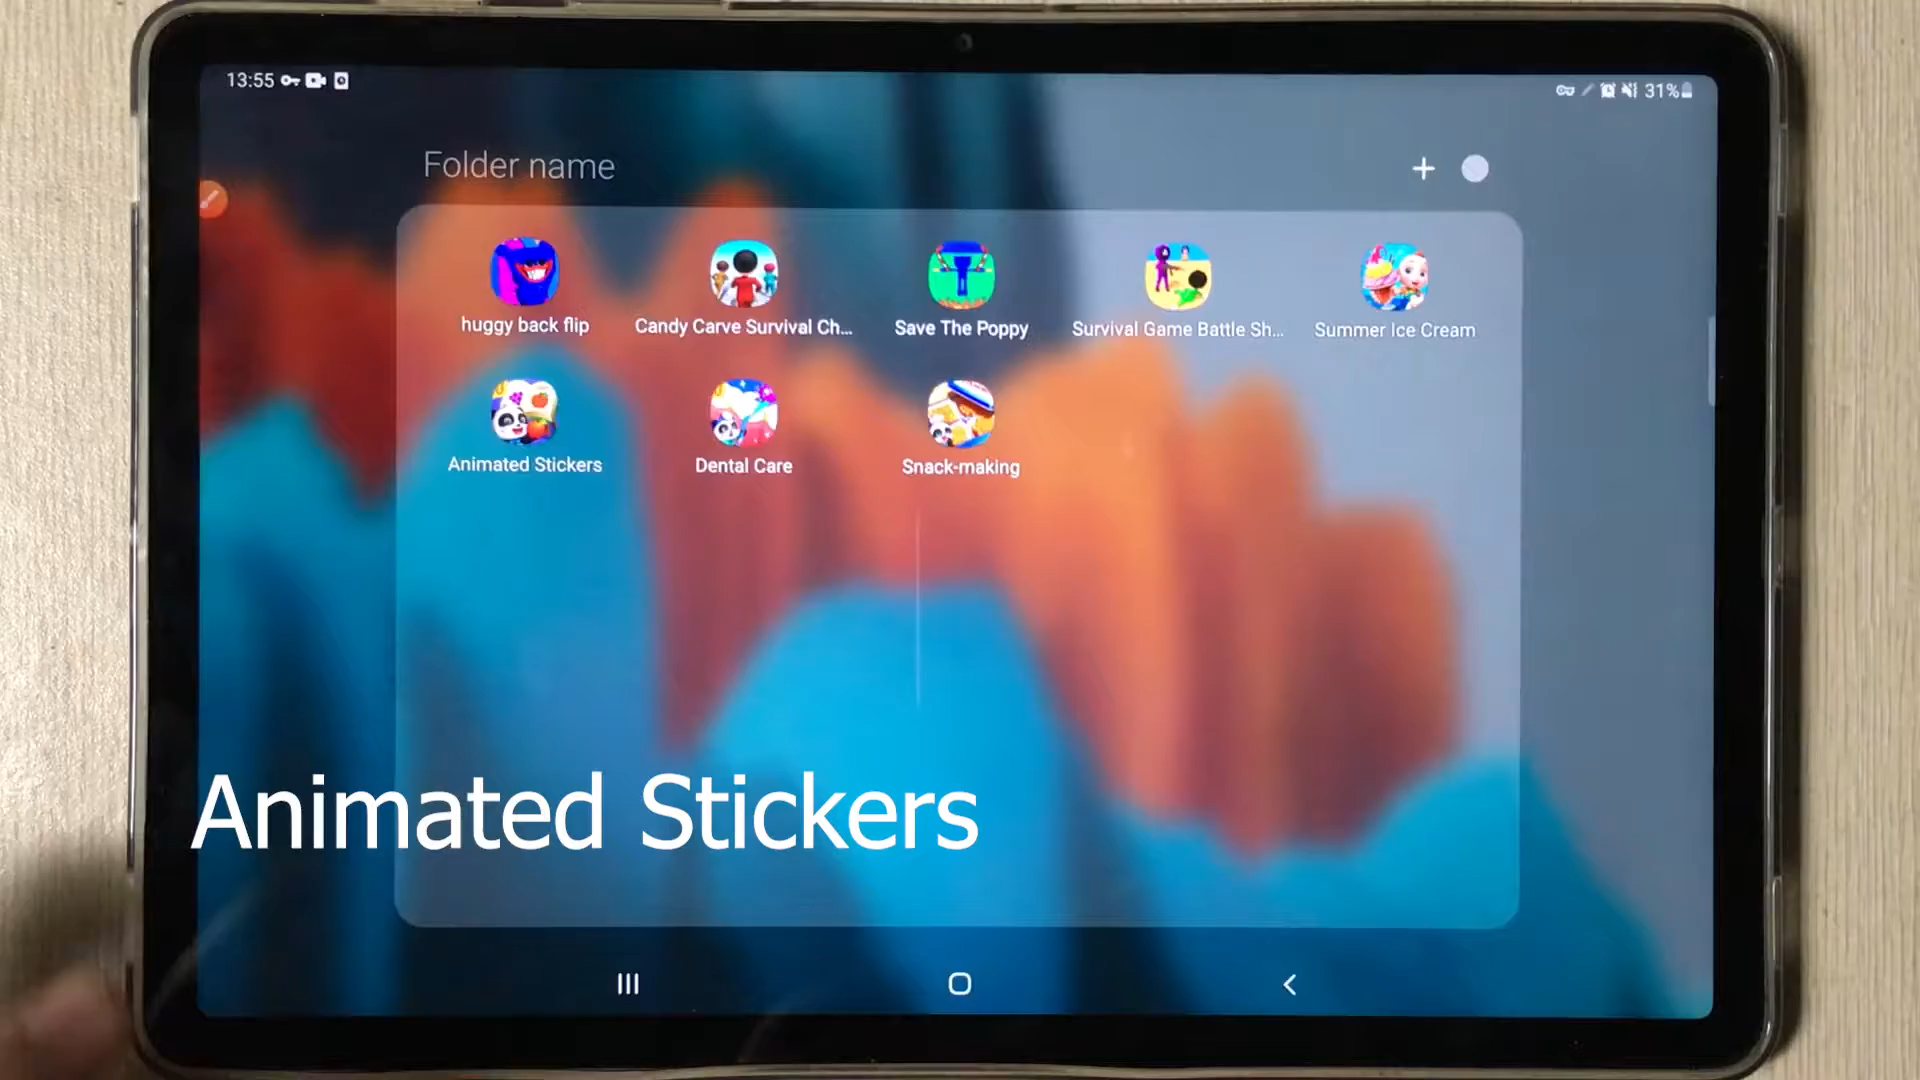 13:55
31%
Folder name
huggy back flip
Candy Carve Survival Ch...
Save The Poppy
Survival Game Battle Sh...
Summer Ice Cream
Animated Stickers
Dental Care
Snack-making
Animated Stickers